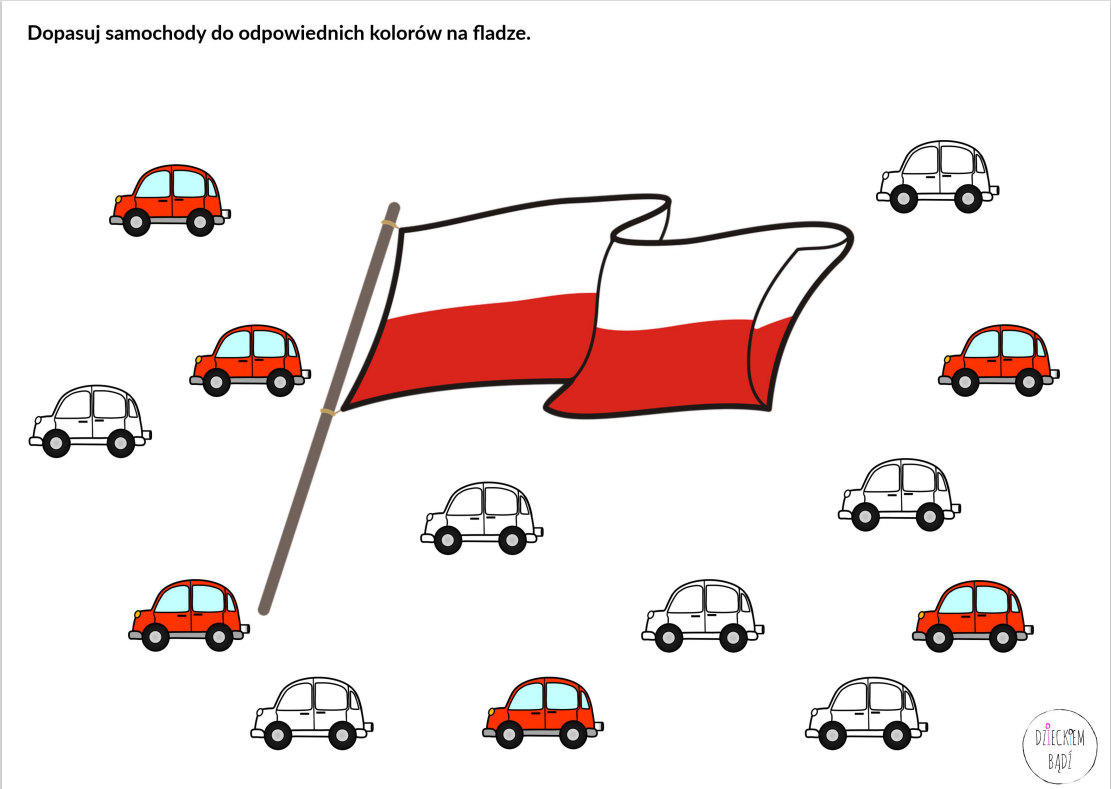 Dopasuj samochody do odpowiednich kolorów na fladze.
DZIECKIEM
BĄDŹ